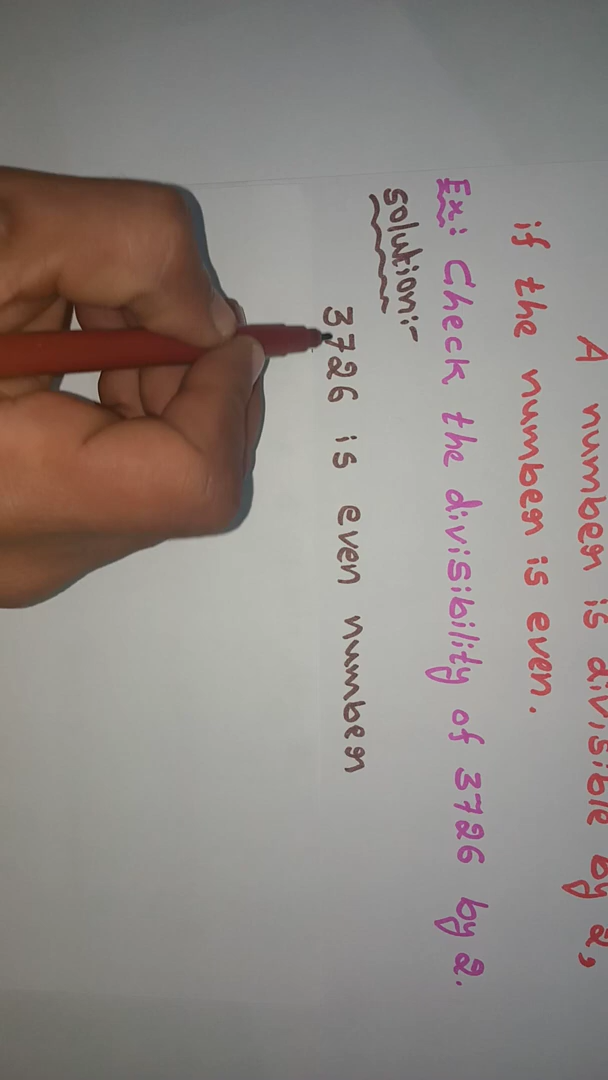 A number is divisible by 2,
if the number is even.
Ex: Check the divisibility of 3726 by 2.
solution:-
3726 is even number